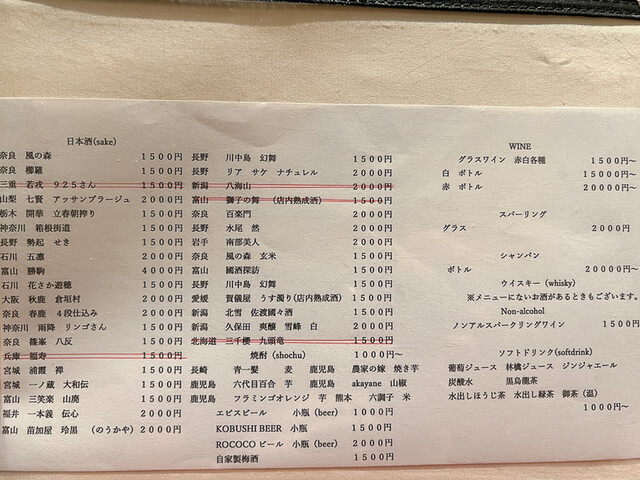 日本酒(sake)
奈良 風の森 1500円
奈良 櫛羅 1500円
三重 若戎 925さん 1500円
山梨 七賢 アッサンブラージュ 2000円
栃木 開華 立春朝搾り 1500円
神奈川 箱根街道 1500円
長野 勢起 せき 1500円
石川 五凛 2000円
富山 勝駒 4000円
石川 花さか遊穂 1500円
大阪 秋鹿 倉垣村 2000円
奈良 春鹿 4段仕込み 2000円
神奈川 雨降 リンゴさん 1500円
奈良 篠峯 八反 1500円
兵庫 福寿 1500円
宮城 浦霞 禅 1500円
宮城 一ノ蔵 大和伝 1500円
富山 三笑楽 山廃 1500円
福井 一本義 伝心 2000円
富山 苗加屋 玲黒 (のうかや) 2000円
長野 川中島 幻舞 1500円
長野 リア サケ ナチュレル 2000円
新潟 八海山 2000円
富山 獅子の舞 (店内熟成酒) 1500円
奈良 百楽門 2000円
長野 水尾 然 2000円
岩手 南部美人 2000円
奈良 風の森 玄米 1500円
富山 國酒探訪 1500円
長野 川中島 幻舞 1500円
愛媛 賀儀屋 うす濁り(店内熟成酒) 1500円
新潟 北雪 佐渡國々酒 1500円
新潟 久保田 爽醸 雪峰 白 2000円
北海道 三千櫻 九頭竜 1500円
焼酎 (shochu) 1000円〜
長崎 青一髪 麦 鹿児島 農家の嫁 焼き芋
鹿児島 六代目百合 芋 鹿児島 akayane 山椒
鹿児島 フラミンゴオレンジ 芋 熊本 六調子 米
エビスビール 小瓶 (beer) 1000円
KOBUSHI BEER 小瓶 1500円
ROCOCO ビール 小瓶 (beer) 2000円
自家製梅酒 1500円
WINE
グラスワイン 赤白各種 1500円〜
白 ボトル 15000円〜
赤 ボトル 20000円〜
スパーリング
グラス 2000円
シャンパン
ボトル 20000円〜
ウイスキー (whisky)
※メニューにないお酒があるときもございます。
Non-alcohol
ノンアルスパークリングワイン 1500円
ソフトドリンク(softdrink)
葡萄ジュース 林檎ジュース ジンジャエール
炭酸水 黒烏龍茶
水出しほうじ茶 水出し緑茶 御茶 (温)
1000円〜